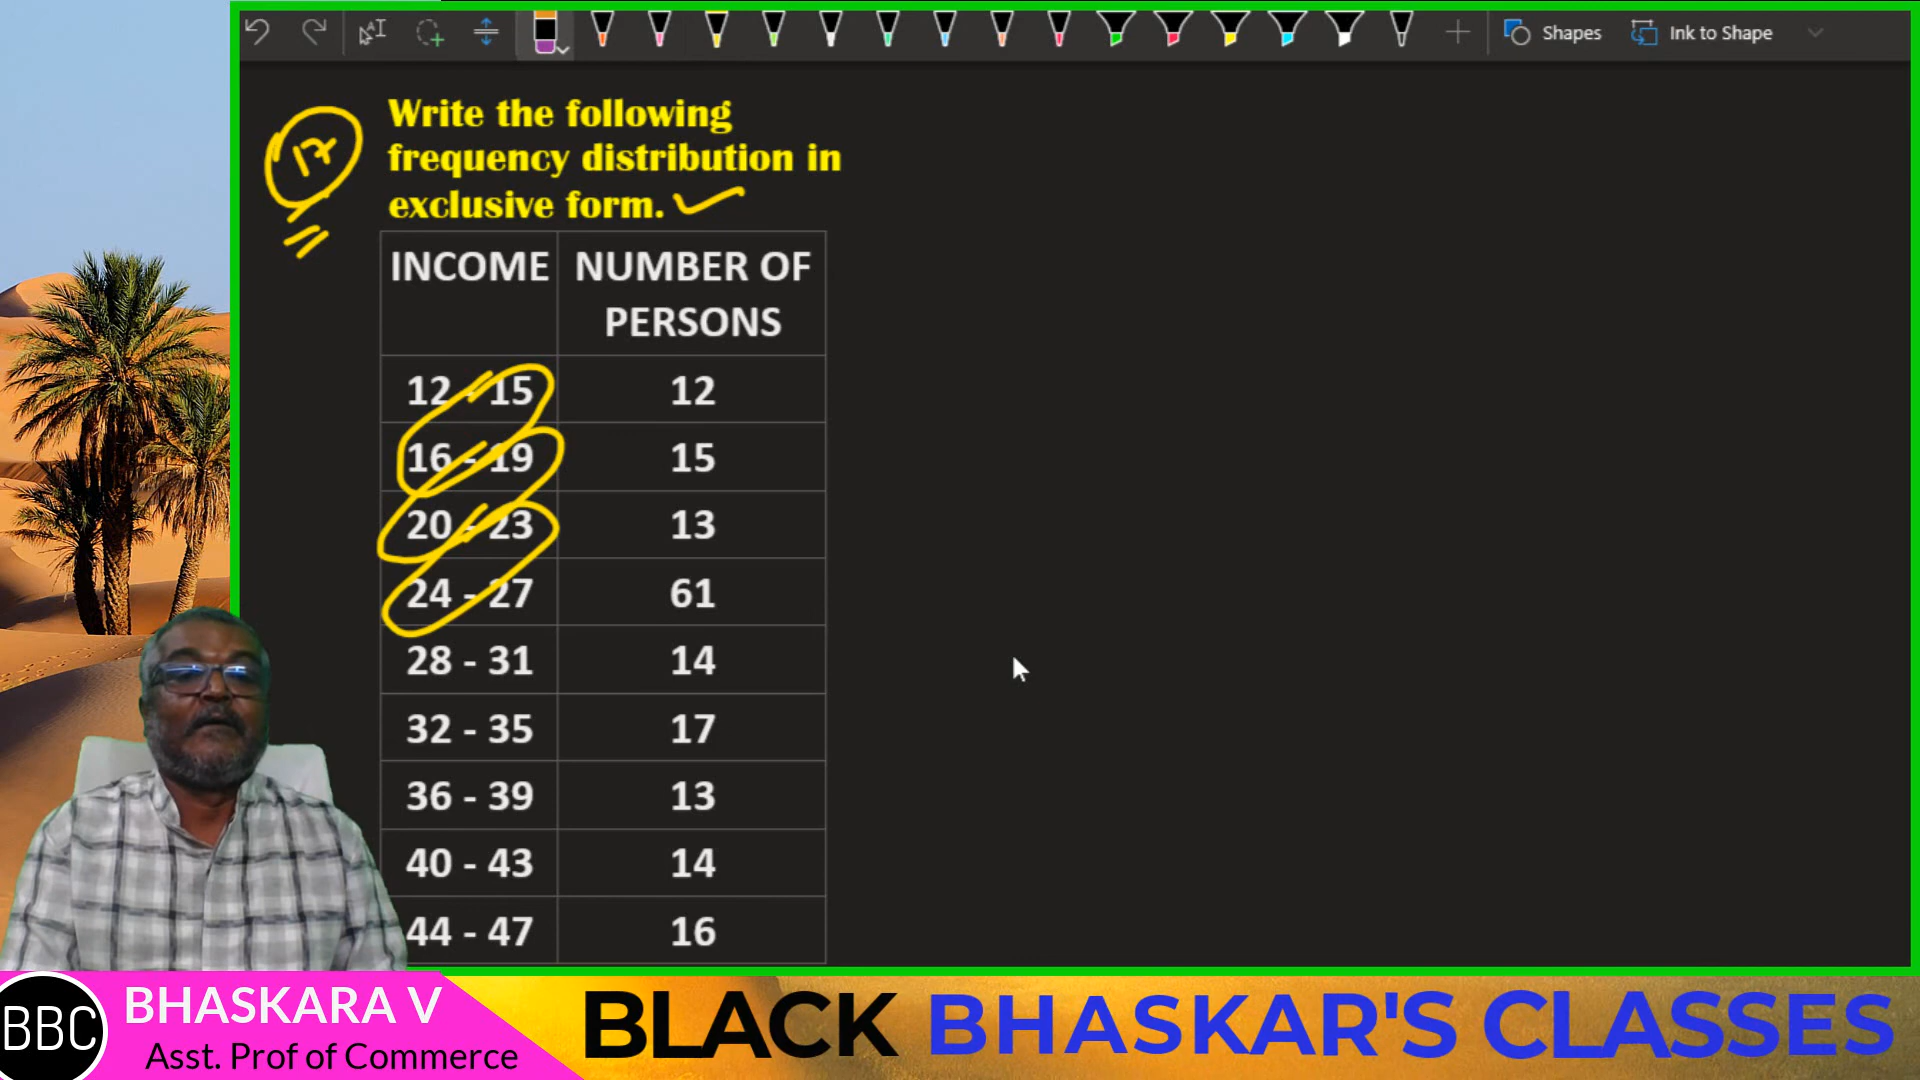 Shapes
Ink to Shape
17
Write the following
frequency distribution in
exclusive form.
INCOME NUMBER OF PERSONS
12 - 15 12
16 - 19 15
20 - 23 13
24 - 27 61
28 - 31 14
32 - 35 17
36 - 39 13
40 - 43 14
44 - 47 16
BBC
BHASKARA V
Asst. Prof of Commerce
BLACK BHASKAR'S CLASSES